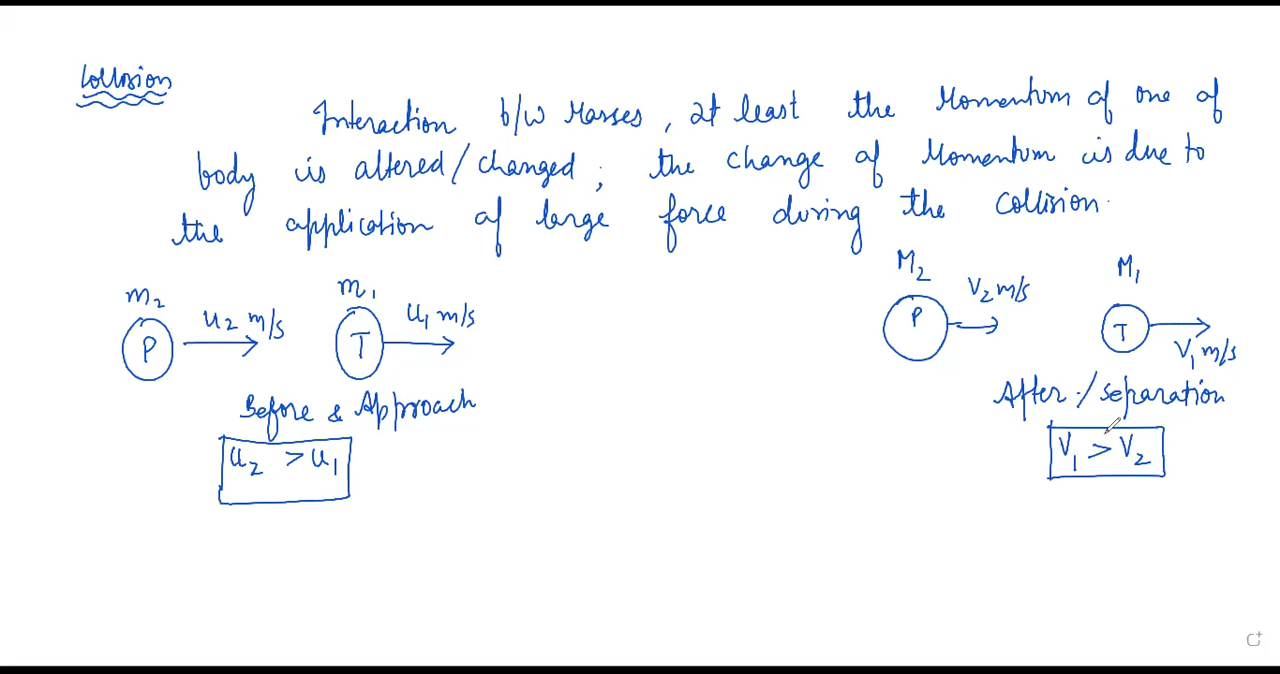 Collision
Interaction b/w Masses, at least the Momentum of one of
body is altered/changed; the change of Momentum is due to
the application of large force during the collision.
m2 m1 M2 M1
P u2 m/s T u1 m/s P V2 m/s T V1 m/s
Before & Approach After :/separation
u2 > u1 V1 > V2